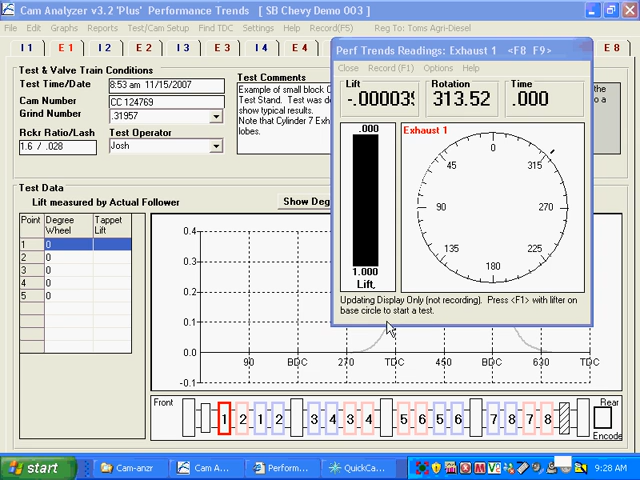 Cam Analyzer v3.2 'Plus'   Performance Trends   [ SB Chevy Demo 003 ]
File Edit Graphs Reports Test/Cam Setup Find TDC Settings Help Record(F5) Reg To: Toms Agri-Diesel
I 1 E 1 I 2 E 2 I 3 E 3 I 4 E 4 E 8
Test & Valve Train Conditions
Test Time/Date 8:53 am 11/15/2007
Cam Number CC 124769
Grind Number .31957
Rckr Ratio/Lash Test Operator
1.6 / .028 Josh
Test Comments
Example of small block C
Test Stand. Test was de
show typical results.
Note that Cylinder 7 Exh
lobes.
the
to a
Perf Trends Readings: Exhaust 1 <F8 F9>
Close Record (F1) Options Help
Lift Rotation Time
-.00003 313.52 .000
.000
1.000
Lift,
Exhaust 1
0
45 315
90 270
135 225
180
Updating Display Only (not recording). Press <F1> with lifter on
base circle to start a test.
Test Data
Lift measured by Actual Follower
Show Deg
Point Degree Wheel Tappet Lift
1 0
2 0
3 0
4 0
5 0
0.4
0.3
0.2
0.1
0.0
-0.1
90 BDC 270 TDC 450 BDC 630 TDC
Front 1 2 1 2 3 4 3 4 5 6 5 6 7 8 7 8 Rear
Encode
start Cam-anzr Cam A... Perform... QuickCa... 9:28 AM